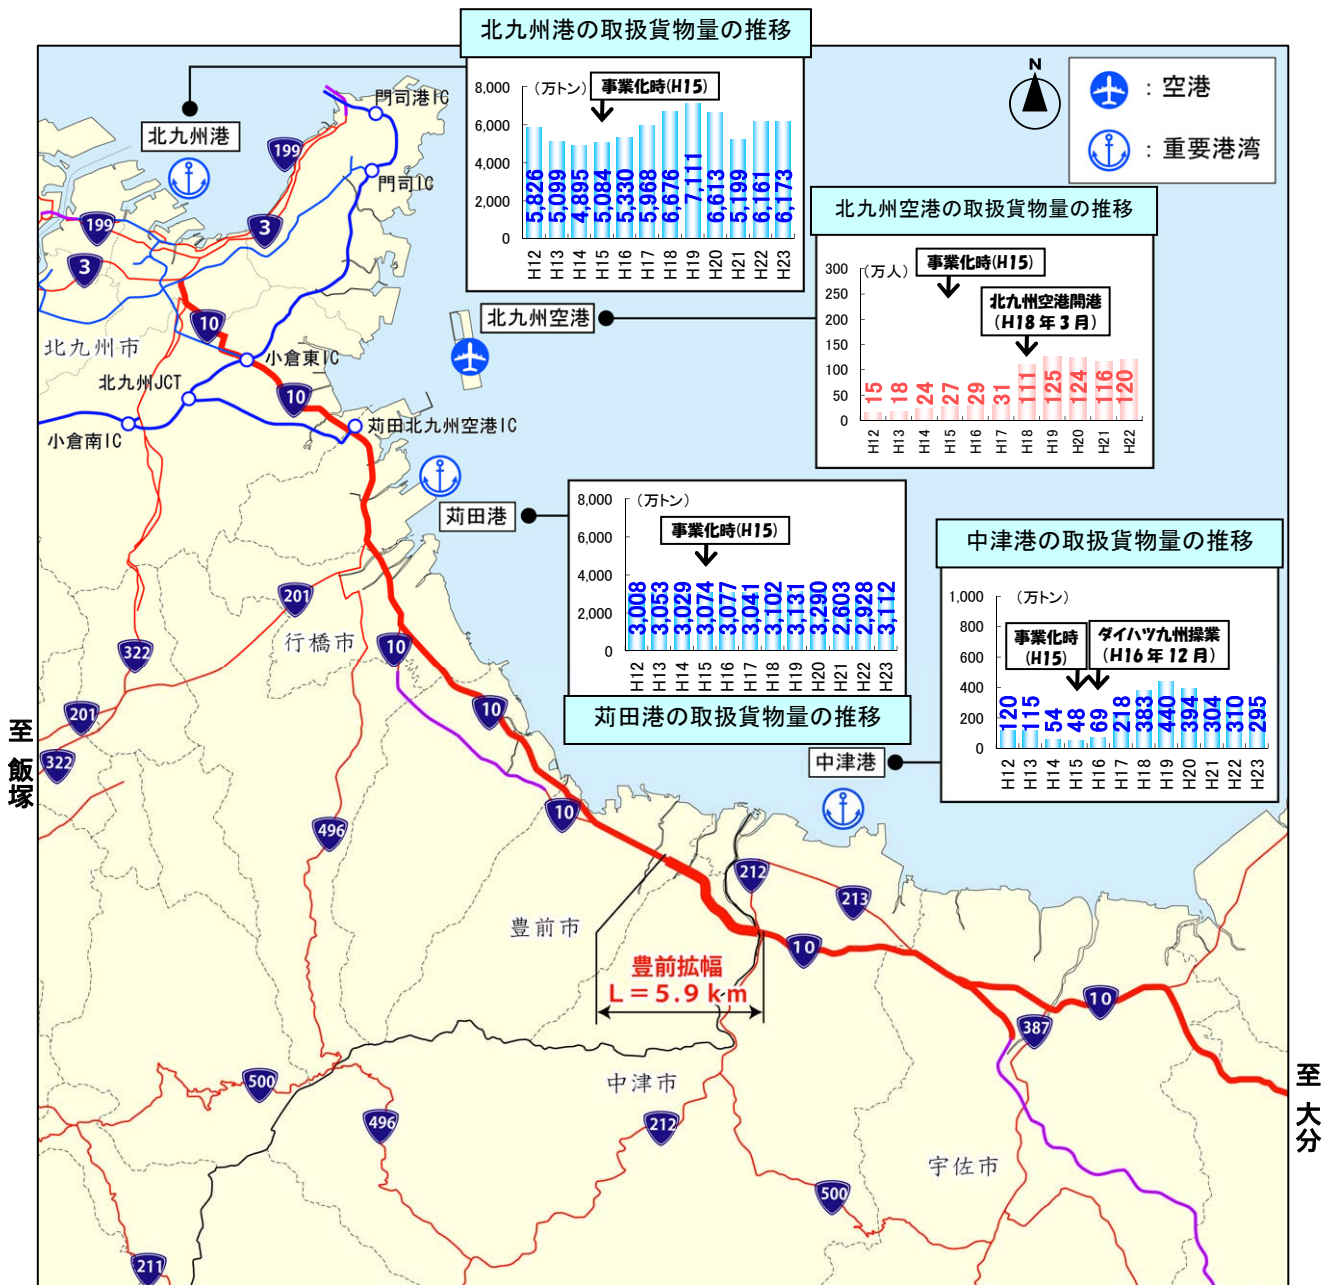 北九州港の取扱貨物量の推移
(万トン)
事業化時(H15)
8,000
6,000
4,000
2,000
0
5,826 5,099 4,895 5,084 5,330 5,968 6,676 7,111 6,613 5,199 6,161 6,173
H12 H13 H14 H15 H16 H17 H18 H19 H20 H21 H22 H23
N
：空港
：重要港湾
北九州港
門司港IC
門司IC
199
199
3
3
10
北九州市
小倉東IC
北九州JCT
10
小倉南IC
苅田北九州空港IC
北九州空港の取扱貨物量の推移
(万人)
事業化時(H15)
北九州空港開港
(H18年3月)
300
250
200
150
100
50
0
15 18 24 27 29 31 111 125 124 116 120
H12 H13 H14 H15 H16 H17 H18 H19 H20 H21 H22
北九州空港
苅田港
(万トン)
事業化時(H15)
8,000
6,000
4,000
2,000
0
3,008 3,053 3,029 3,074 3,077 3,041 3,102 3,131 3,290 2,603 2,928 3,112
H12 H13 H14 H15 H16 H17 H18 H19 H20 H21 H22 H23
苅田港の取扱貨物量の推移
中津港の取扱貨物量の推移
(万トン)
事業化時
(H15)
ダイハツ九州操業
(H16年12月)
1,000
800
600
400
200
0
120 115 54 48 69 218 383 440 394 304 310 295
H12 H13 H14 H15 H16 H17 H18 H19 H20 H21 H22 H23
中津港
201
行橋市
322
10
201
10
322
至 飯塚
10
496
212
213
豊前市
10
豊前拡幅
L＝5.9km
10
387
500
中津市
496
212
至 大分
宇佐市
500
211